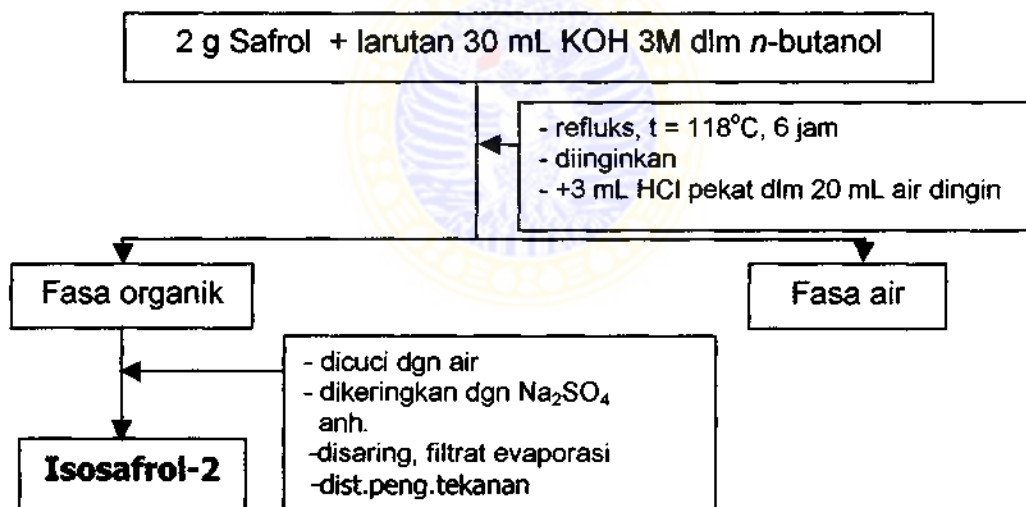 2 g Safrol + larutan 30 mL KOH 3M dlm n-butanol
- refluks, t = 118°C, 6 jam
- diinginkan
- +3 mL HCl pekat dlm 20 mL air dingin
Fasa organik
Fasa air
- dicuci dgn air
- dikeringkan dgn Na₂SO₄
anh.
-disaring, filtrat evaporasi
-dist.peng.tekanan
Isosafrol-2